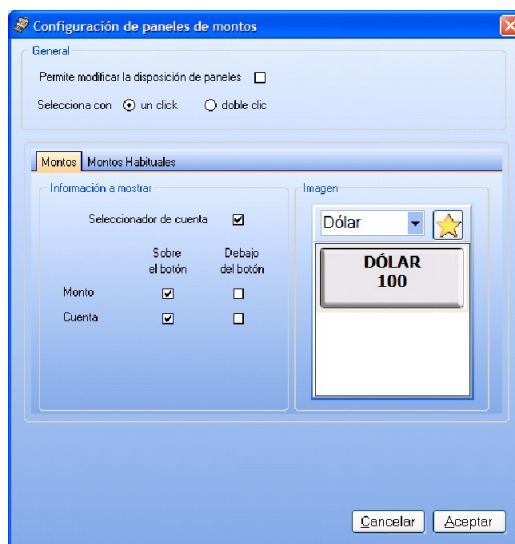 Configuración de paneles de montos
General
Permite modificar la disposición de paneles
Selecciona con un click doble clic
Montos Montos Habituales
Información a mostrar
Seleccionador de cuenta
Sobre el botón
Debajo del botón
Monto
Cuenta
Imagen
Dólar
DÓLAR
100
Cancelar Aceptar